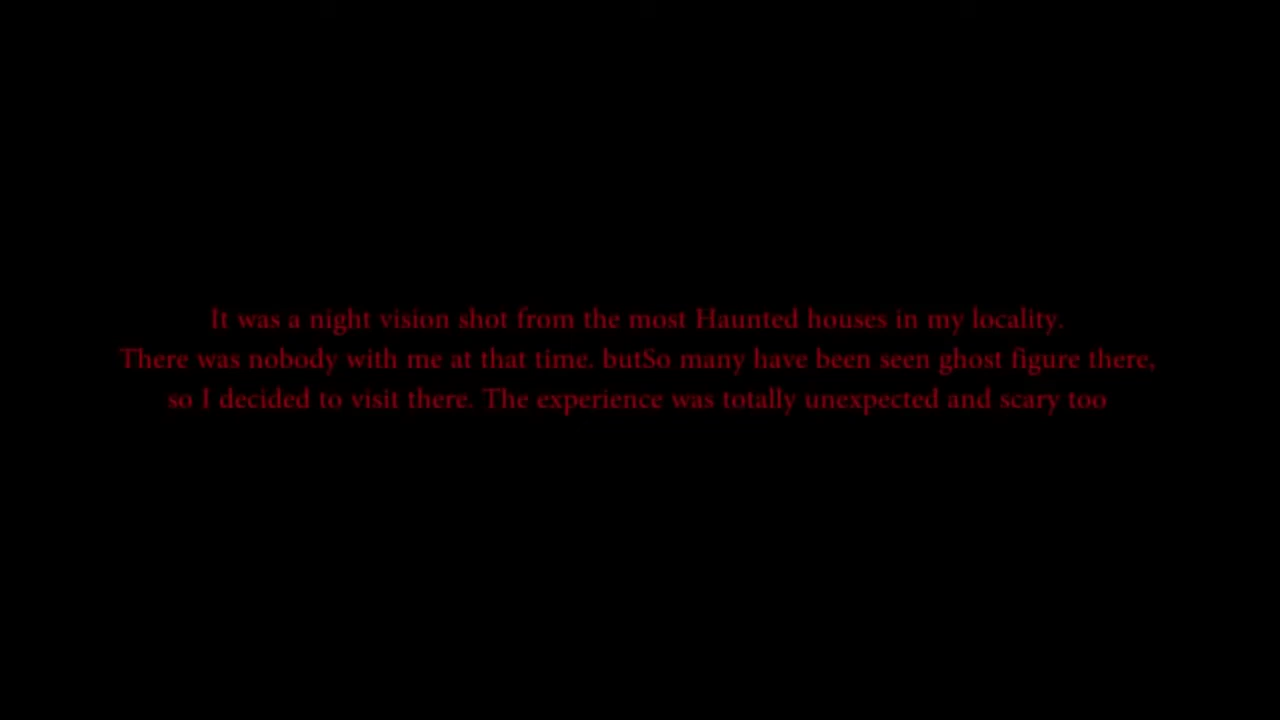 It was a night vision shot from the most Haunted houses in my locality.
There was nobody with me at that time. butSo many have been seen ghost figure there,
so I decided to visit there. The experience was totally unexpected and scary too